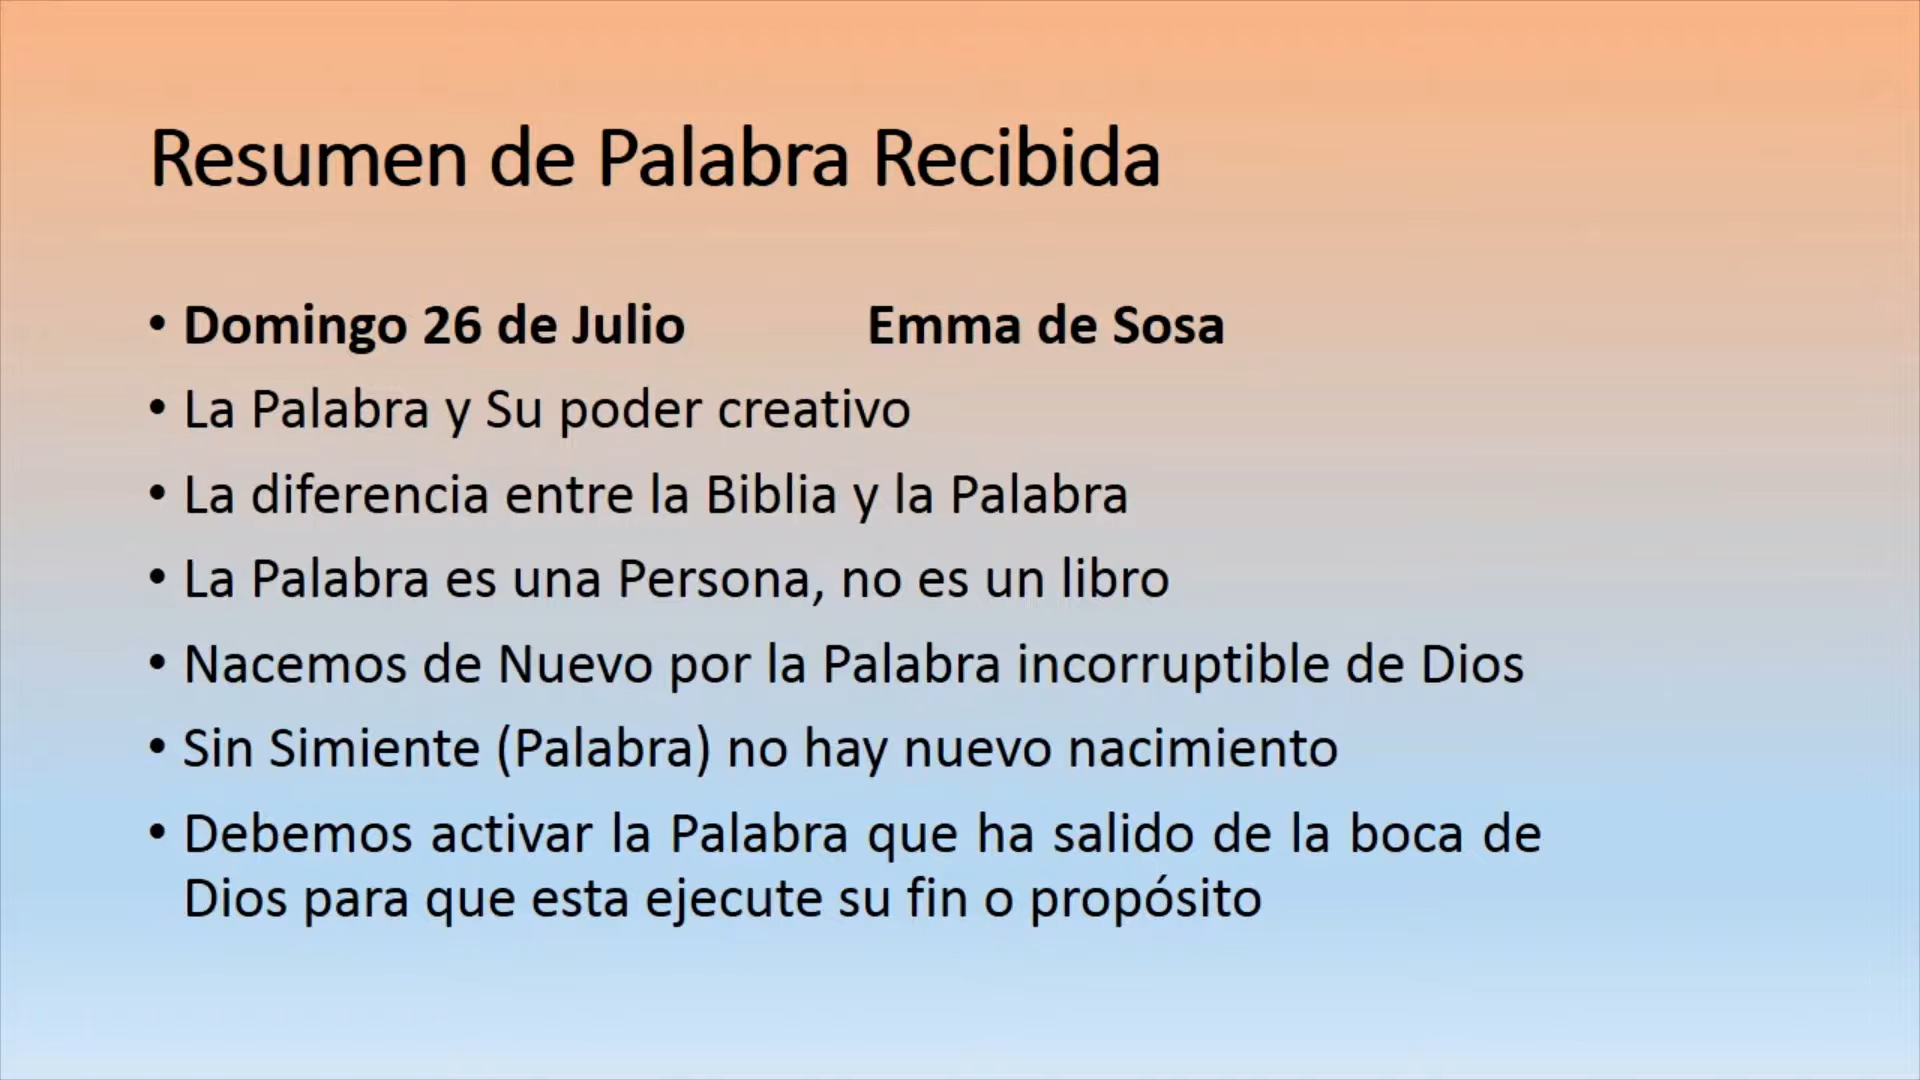 Resumen de Palabra Recibida
• Domingo 26 de Julio Emma de Sosa
• La Palabra y Su poder creativo
• La diferencia entre la Biblia y la Palabra
• La Palabra es una Persona, no es un libro
• Nacemos de Nuevo por la Palabra incorruptible de Dios
• Sin Simiente (Palabra) no hay nuevo nacimiento
• Debemos activar la Palabra que ha salido de la boca de
Dios para que esta ejecute su fin o propósito